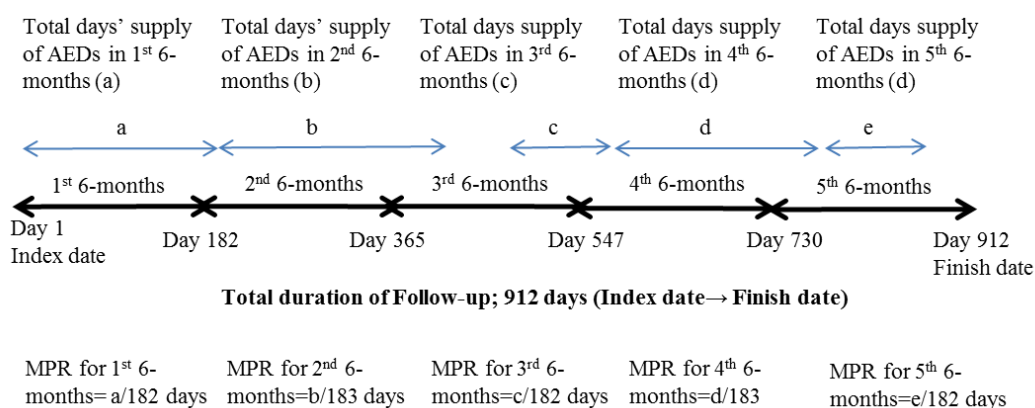 Total days’ supply
of AEDs in 1st 6-
months (a)
Total days’ supply
of AEDs in 2nd 6-
months (b)
Total days supply
of AEDs in 3rd 6-
months (c)
Total days supply
of AEDs in 4th 6-
months (d)
Total days supply
of AEDs in 5th 6-
months (d)
a
b
c
d
e
1st 6-months
2nd 6-months
3rd 6-months
4th 6-months
5th 6-months
Day 1
Index date
Day 182
Day 365
Day 547
Day 730
Day 912
Finish date
Total duration of Follow-up; 912 days (Index date→ Finish date)
MPR for 1st 6-
months= a/182 days
MPR for 2nd 6-
months=b/183 days
MPR for 3rd 6-
months=c/182 days
MPR for 4th 6-
months=d/183
MPR for 5th 6-
months=e/182 days